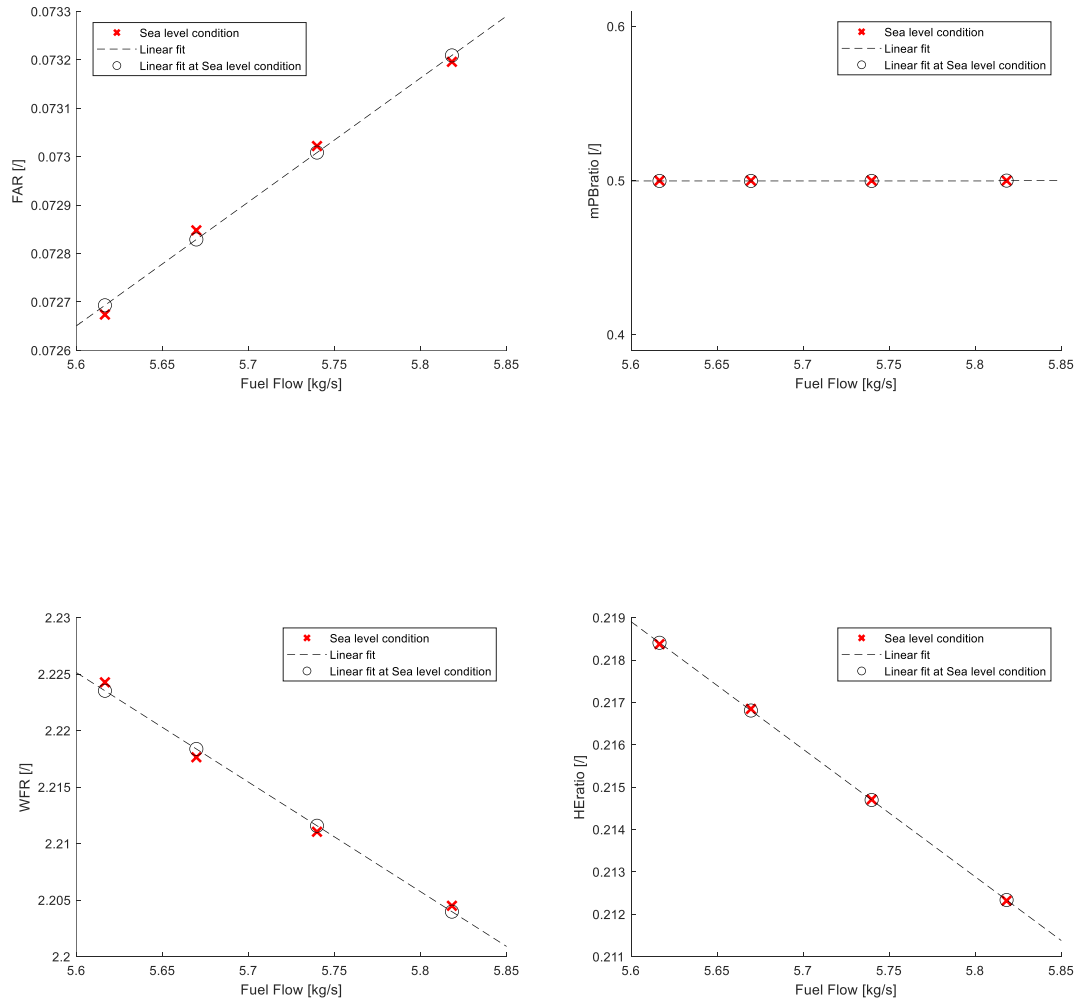 0.0733
0.0732
0.0731
0.073
0.0729
0.0728
0.0727
0.0726
FAR [/]
Sea level condition
Linear fit
Linear fit at Sea level condition
5.6 5.65 5.7 5.75 5.8 5.85
Fuel Flow [kg/s]
0.6
0.5
0.4
mPBratio [/]
Sea level condition
Linear fit
Linear fit at Sea level condition
5.6 5.65 5.7 5.75 5.8 5.85
Fuel Flow [kg/s]
2.23
2.225
2.22
2.215
2.21
2.205
2.2
WFR [/]
Sea level condition
Linear fit
Linear fit at Sea level condition
5.6 5.65 5.7 5.75 5.8 5.85
Fuel Flow [kg/s]
0.219
0.218
0.217
0.216
0.215
0.214
0.213
0.212
0.211
HEratio [/]
Sea level condition
Linear fit
Linear fit at Sea level condition
5.6 5.65 5.7 5.75 5.8 5.85
Fuel Flow [kg/s]